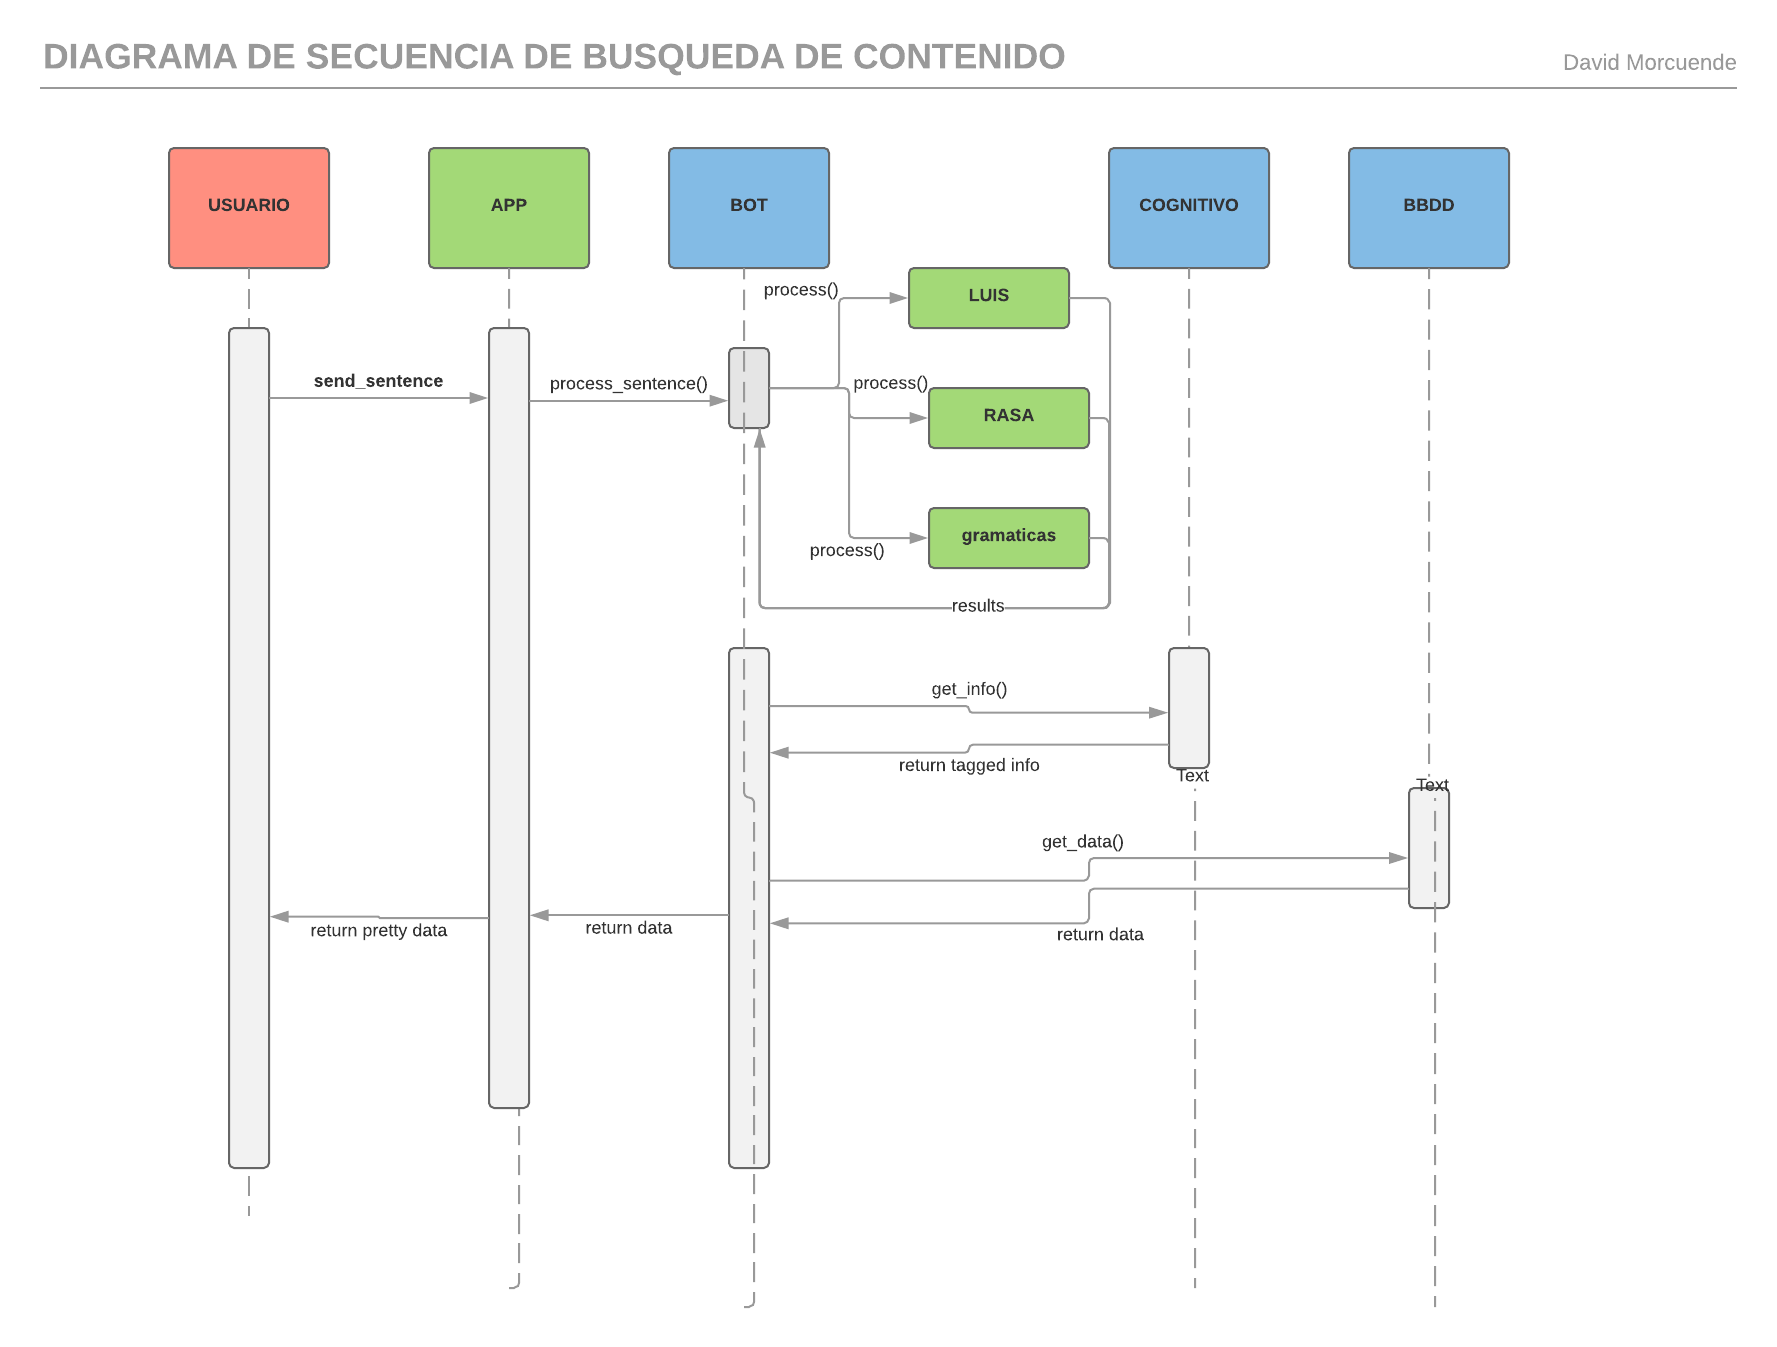 DIAGRAMA DE SECUENCIA DE BUSQUEDA DE CONTENIDO
David Morcuende
USUARIO
APP
BOT
COGNITIVO
BBDD
process()
LUIS
send_sentence
process_sentence()
process()
RASA
gramaticas
process()
results
get_info()
return tagged info
Text
Text
get_data()
return pretty data
return data
return data